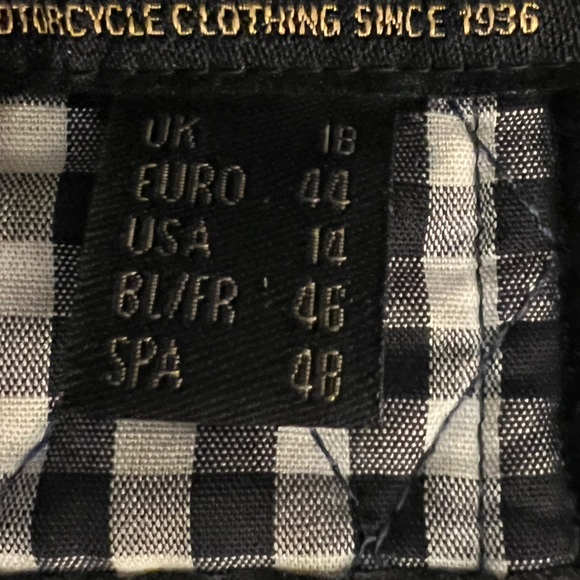 OTORCYCLE CLOTHING SINCE 1936
UK 18
EURO 44
USA 14
BL/FR 46
SPA 48